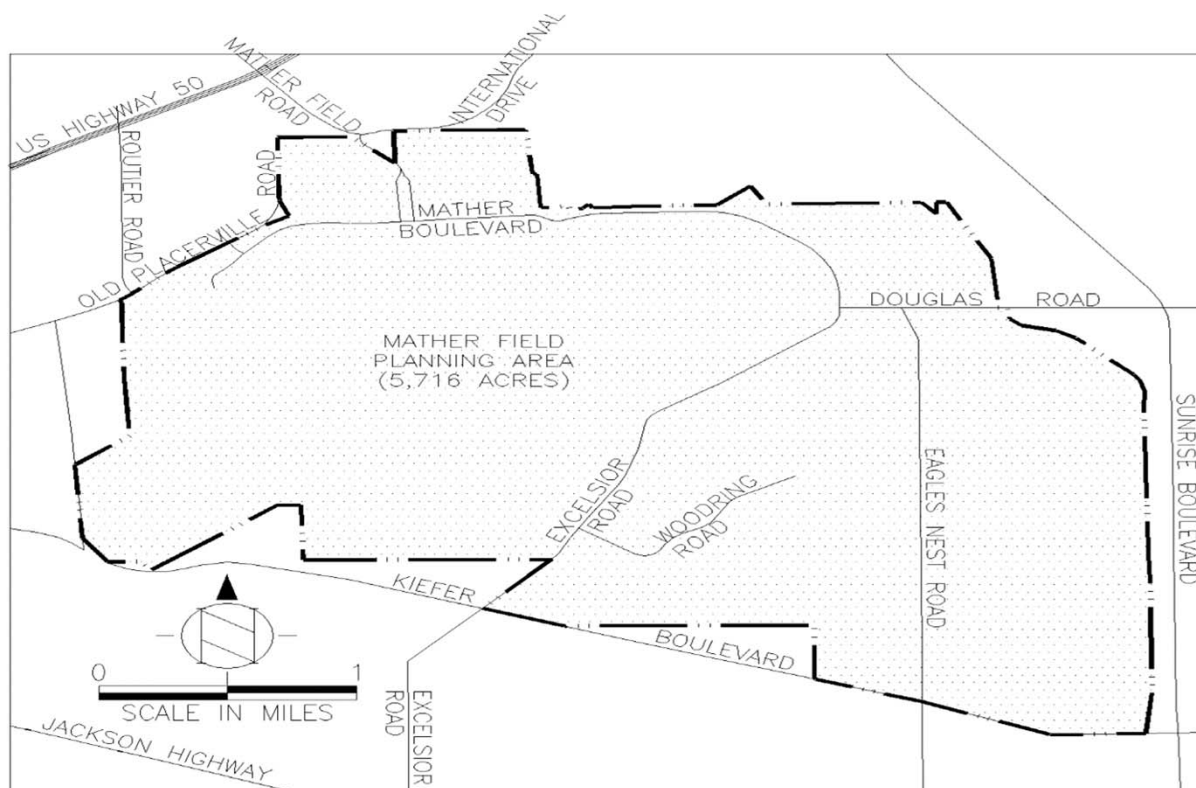 US HIGHWAY 50
MATHER FIELD
ROAD
INTERNATIONAL
DRIVE
ROUTIER ROAD
OLD PLACERVILLE ROAD
MATHER
BOULEVARD
DOUGLAS ROAD
MATHER FIELD
PLANNING AREA
(5,716 ACRES)
SUNRISE BOULEVARD
EAGLES NEST ROAD
EXCELSIOR
ROAD
WOODRING
ROAD
KIEFER BOULEVARD
N
0 1
SCALE IN MILES
EXCELSIOR
ROAD
JACKSON HIGHWAY